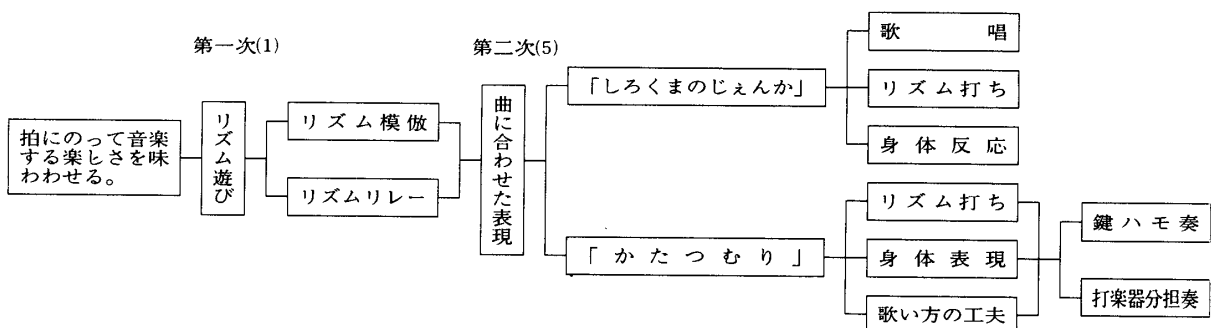 第一次(1)
第二次(5)
拍にのって音楽
する楽しさを味
わわせる。
リズム遊び
リズム模倣
リズムリレー
曲に合わせた表現
「しろくまのじぇんか」
歌唱
リズム打ち
身体反応
「かたつむり」
リズム打ち
身体表現
歌い方の工夫
鍵ハモ奏
打楽器分担奏